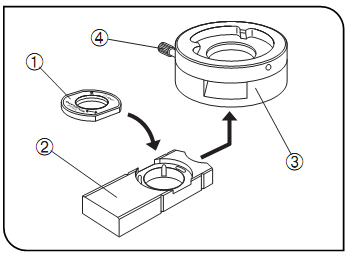 ④
①
②
③